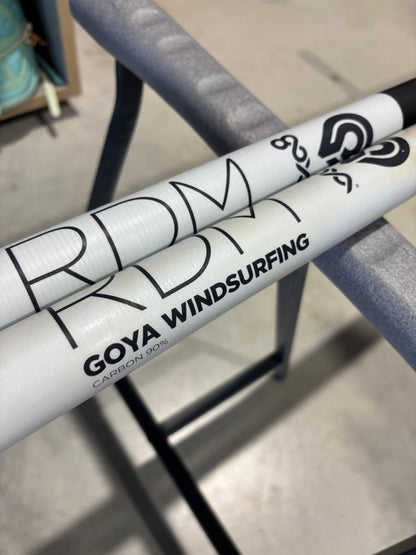 RDM
RDM
GOYA WINDSURFING
CARBON 90%